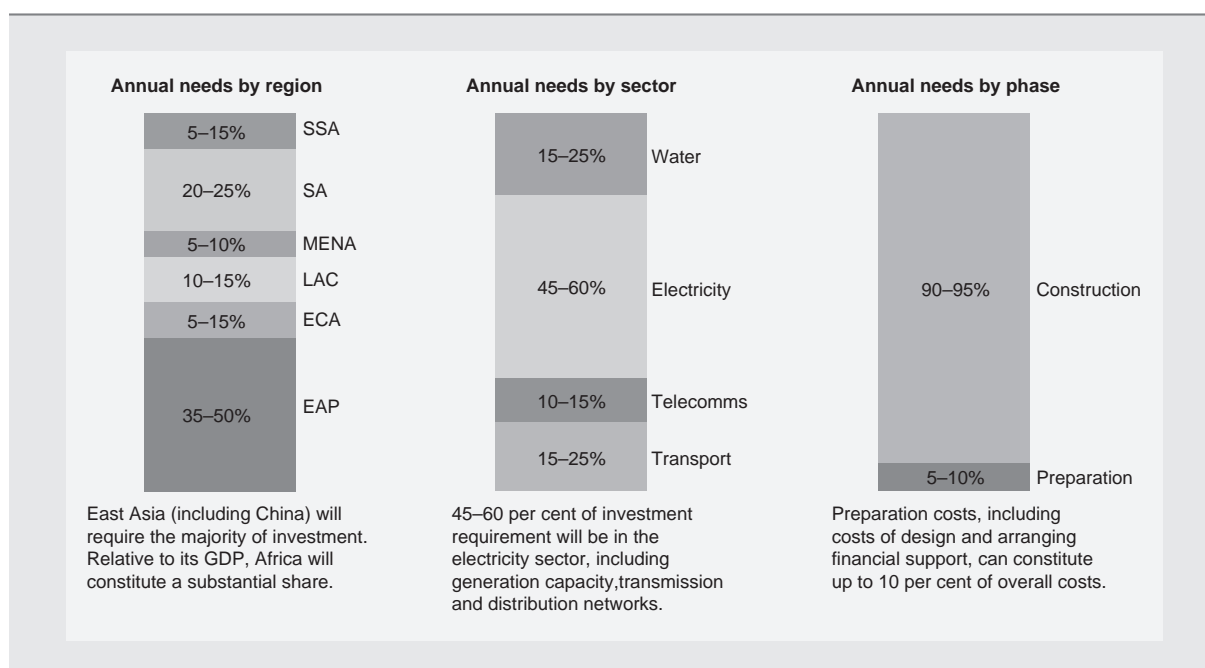 Annual needs by region
5–15% SSA
20–25% SA
5–10% MENA
10–15% LAC
5–15% ECA
35–50% EAP
East Asia (including China) will
require the majority of investment.
Relative to its GDP, Africa will
constitute a substantial share.
Annual needs by sector
15–25% Water
45–60% Electricity
10–15% Telecomms
15–25% Transport
45–60 per cent of investment
requirement will be in the
electricity sector, including
generation capacity,transmission
and distribution networks.
Annual needs by phase
90–95% Construction
5–10% Preparation
Preparation costs, including
costs of design and arranging
financial support, can constitute
up to 10 per cent of overall costs.